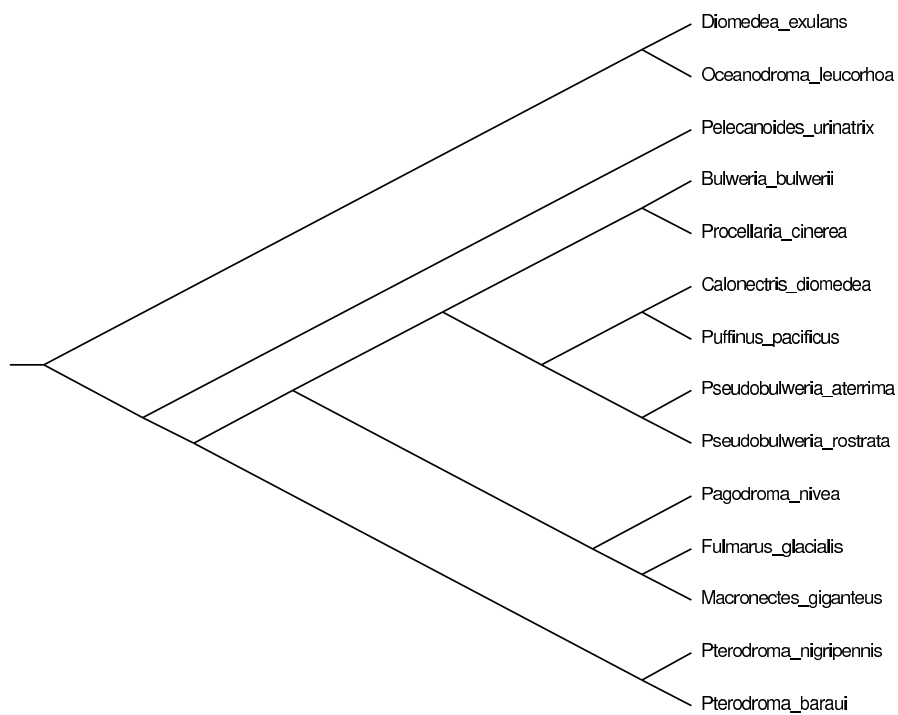 Diomedea_exulans
Oceanodroma_leucorhoa
Pelecanoides_urinatrix
Bulweria_bulwerii
Procellaria_cinerea
Calonectris_diomedea
Puffinus_pacificus
Pseudobulweria_aterrima
Pseudobulweria_rostrata
Pagodroma_nivea
Fulmarus_glacialis
Macronectes_giganteus
Pterodroma_nigripennis
Pterodroma_baraui